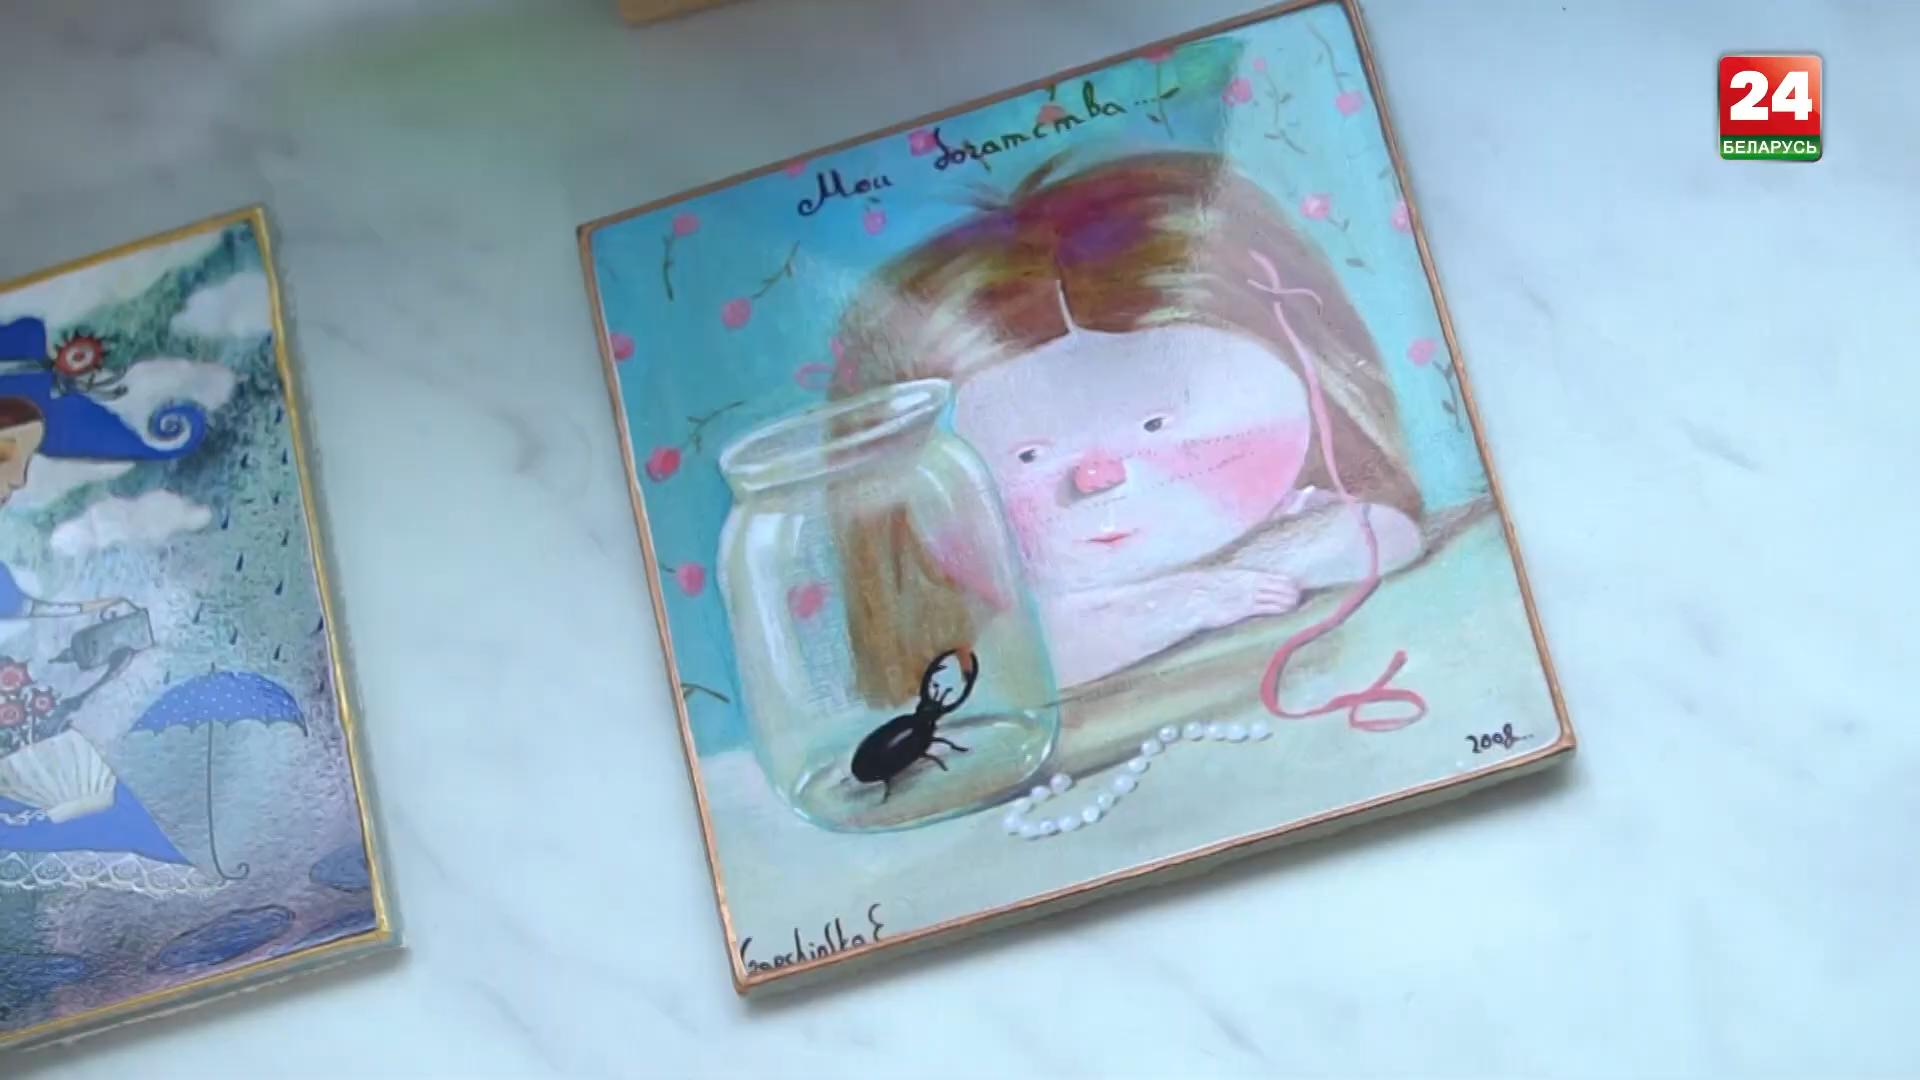 24
БЕЛАРУСЬ
Мои богатства...
2008...
Gapchinska E